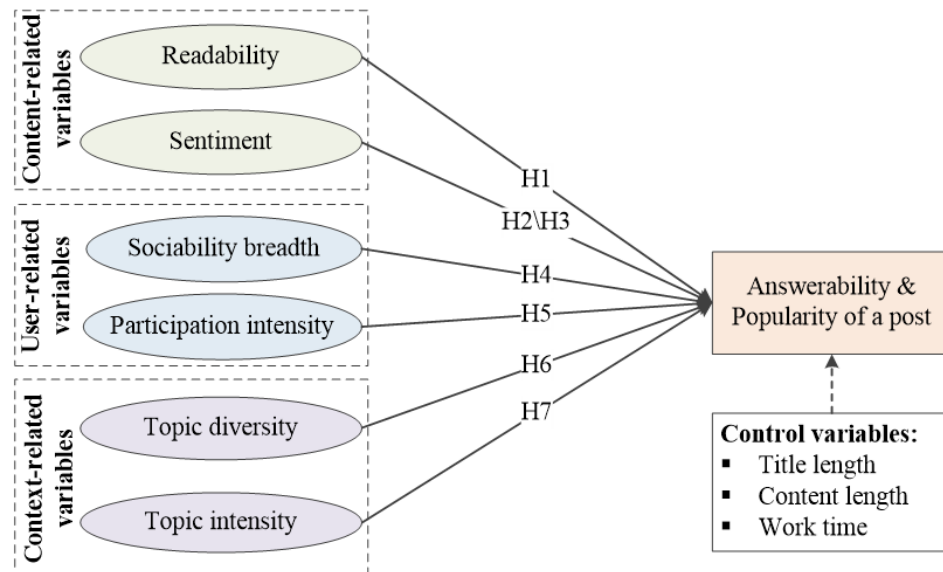 Content-related
variables
Readability
Sentiment
H1
H2\H3
User-related
variables
Sociability breadth
Participation intensity
H4
H5
Context-related
variables
Topic diversity
Topic intensity
H6
H7
Answerability &
Popularity of a post
Control variables:
▪ Title length
▪ Content length
▪ Work time